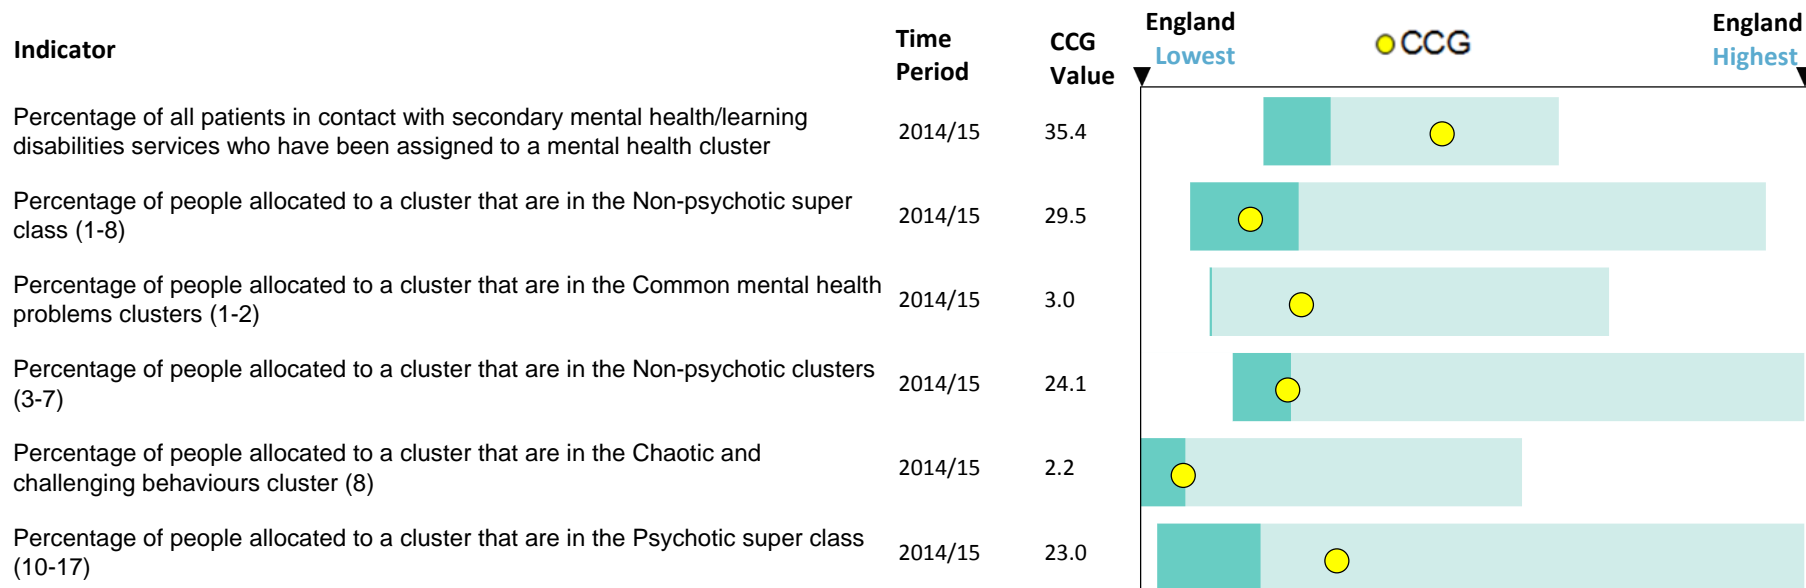 Indicator
Time
Period
CCG
Value
England
Lowest
CCG
England
Highest
Percentage of all patients in contact with secondary mental health/learning
disabilities services who have been assigned to a mental health cluster
2014/15
35.4
Percentage of people allocated to a cluster that are in the Non-psychotic super
class (1-8)
2014/15
29.5
Percentage of people allocated to a cluster that are in the Common mental health
problems clusters (1-2)
2014/15
3.0
Percentage of people allocated to a cluster that are in the Non-psychotic clusters
(3-7)
2014/15
24.1
Percentage of people allocated to a cluster that are in the Chaotic and
challenging behaviours cluster (8)
2014/15
2.2
Percentage of people allocated to a cluster that are in the Psychotic super class
(10-17)
2014/15
23.0